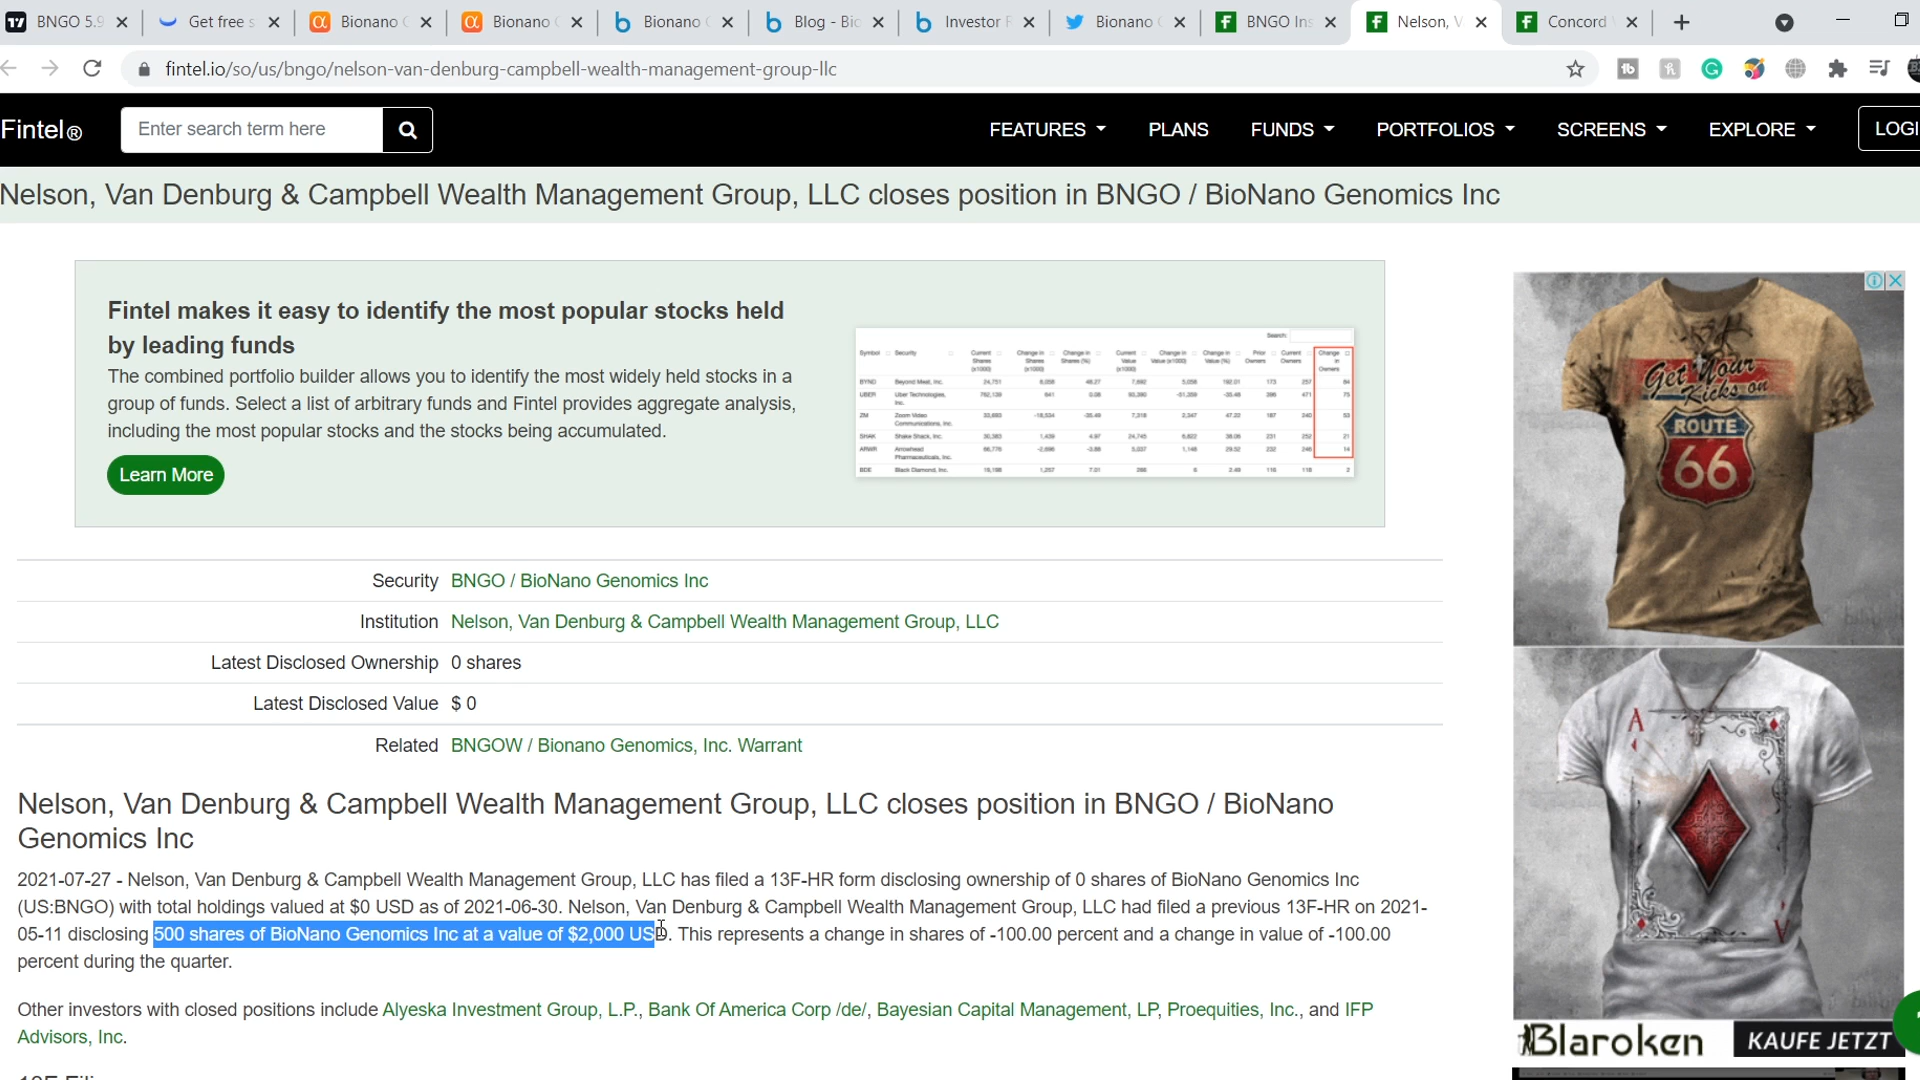 BNGO 5.9
Get free s
Bionano G
Bionano G
Bionano G
Blog - Bio
Investor R
Bionano G
BNGO Ins
Nelson, V
Concord W
fintel.io/so/us/bngo/nelson-van-denburg-campbell-wealth-management-group-llc
Fintel®
Enter search term here
FEATURES
PLANS
FUNDS
PORTFOLIOS
SCREENS
EXPLORE
LOGI
Nelson, Van Denburg & Campbell Wealth Management Group, LLC closes position in BNGO / BioNano Genomics Inc
Fintel makes it easy to identify the most popular stocks held
by leading funds
The combined portfolio builder allows you to identify the most widely held stocks in a
group of funds. Select a list of arbitrary funds and Fintel provides aggregate analysis,
including the most popular stocks and the stocks being accumulated.
Learn More
Security BNGO / BioNano Genomics Inc
Institution Nelson, Van Denburg & Campbell Wealth Management Group, LLC
Latest Disclosed Ownership 0 shares
Latest Disclosed Value $ 0
Related BNGOW / Bionano Genomics, Inc. Warrant
Nelson, Van Denburg & Campbell Wealth Management Group, LLC closes position in BNGO / BioNano
Genomics Inc
2021-07-27 - Nelson, Van Denburg & Campbell Wealth Management Group, LLC has filed a 13F-HR form disclosing ownership of 0 shares of BioNano Genomics Inc
(US:BNGO) with total holdings valued at $0 USD as of 2021-06-30. Nelson, Van Denburg & Campbell Wealth Management Group, LLC had filed a previous 13F-HR on 2021-
05-11 disclosing 500 shares of BioNano Genomics Inc at a value of $2,000 USD. This represents a change in shares of -100.00 percent and a change in value of -100.00
percent during the quarter.
Other investors with closed positions include Alyeska Investment Group, L.P., Bank Of America Corp /de/, Bayesian Capital Management, LP, Proequities, Inc., and IFP
Advisors, Inc.
Get Your
Kicks on
ROUTE
66
A
A
Blaroken
KAUFE JETZT